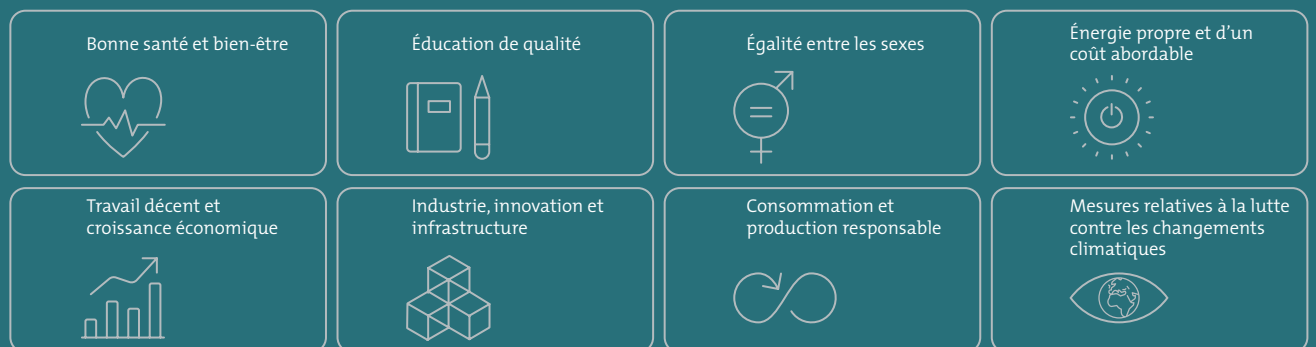 Bonne santé et bien-être
Éducation de qualité
Égalité entre les sexes
Énergie propre et d’un
coût abordable
Travail décent et
croissance économique
Industrie, innovation et
infrastructure
Consommation et
production responsable
Mesures relatives à la lutte
contre les changements
climatiques